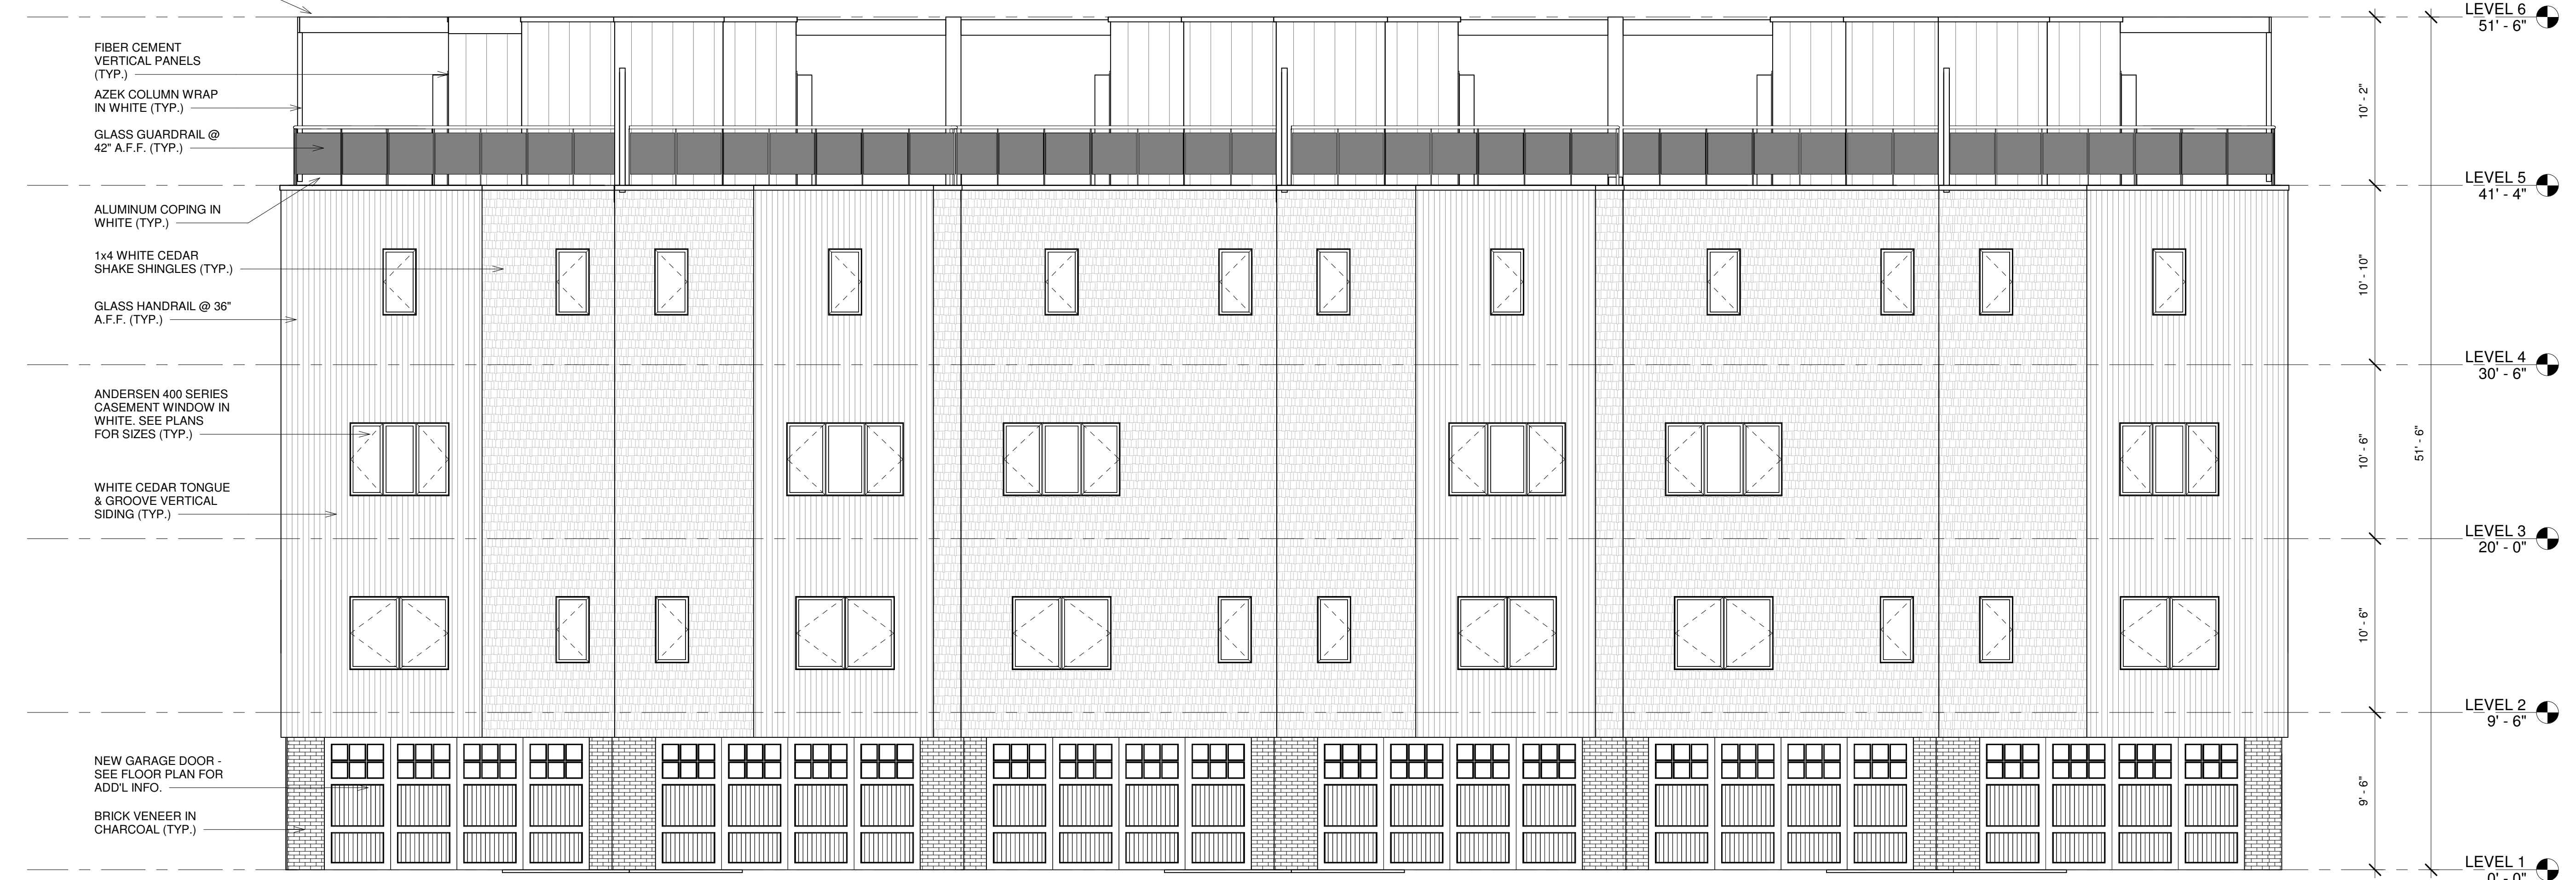 FIBER CEMENT
VERTICAL PANELS
(TYP.)
AZEK COLUMN WRAP
IN WHITE (TYP.)
GLASS GUARDRAIL @
42" A.F.F. (TYP.)
ALUMINUM COPING IN
WHITE (TYP.)
1x4 WHITE CEDAR
SHAKE SHINGLES (TYP.)
GLASS HANDRAIL @ 36"
A.F.F. (TYP.)
ANDERSEN 400 SERIES
CASEMENT WINDOW IN
WHITE. SEE PLANS
FOR SIZES (TYP.)
WHITE CEDAR TONGUE
& GROOVE VERTICAL
SIDING (TYP.)
NEW GARAGE DOOR -
SEE FLOOR PLAN FOR
ADD'L INFO.
BRICK VENEER IN
CHARCOAL (TYP.)
10' - 2"
10' - 10"
10' - 6"
10' - 6"
9' - 6"
51' - 6"
LEVEL 6
51' - 6"
LEVEL 5
41' - 4"
LEVEL 4
30' - 6"
LEVEL 3
20' - 0"
LEVEL 2
9' - 6"
LEVEL 1
0' - 0"